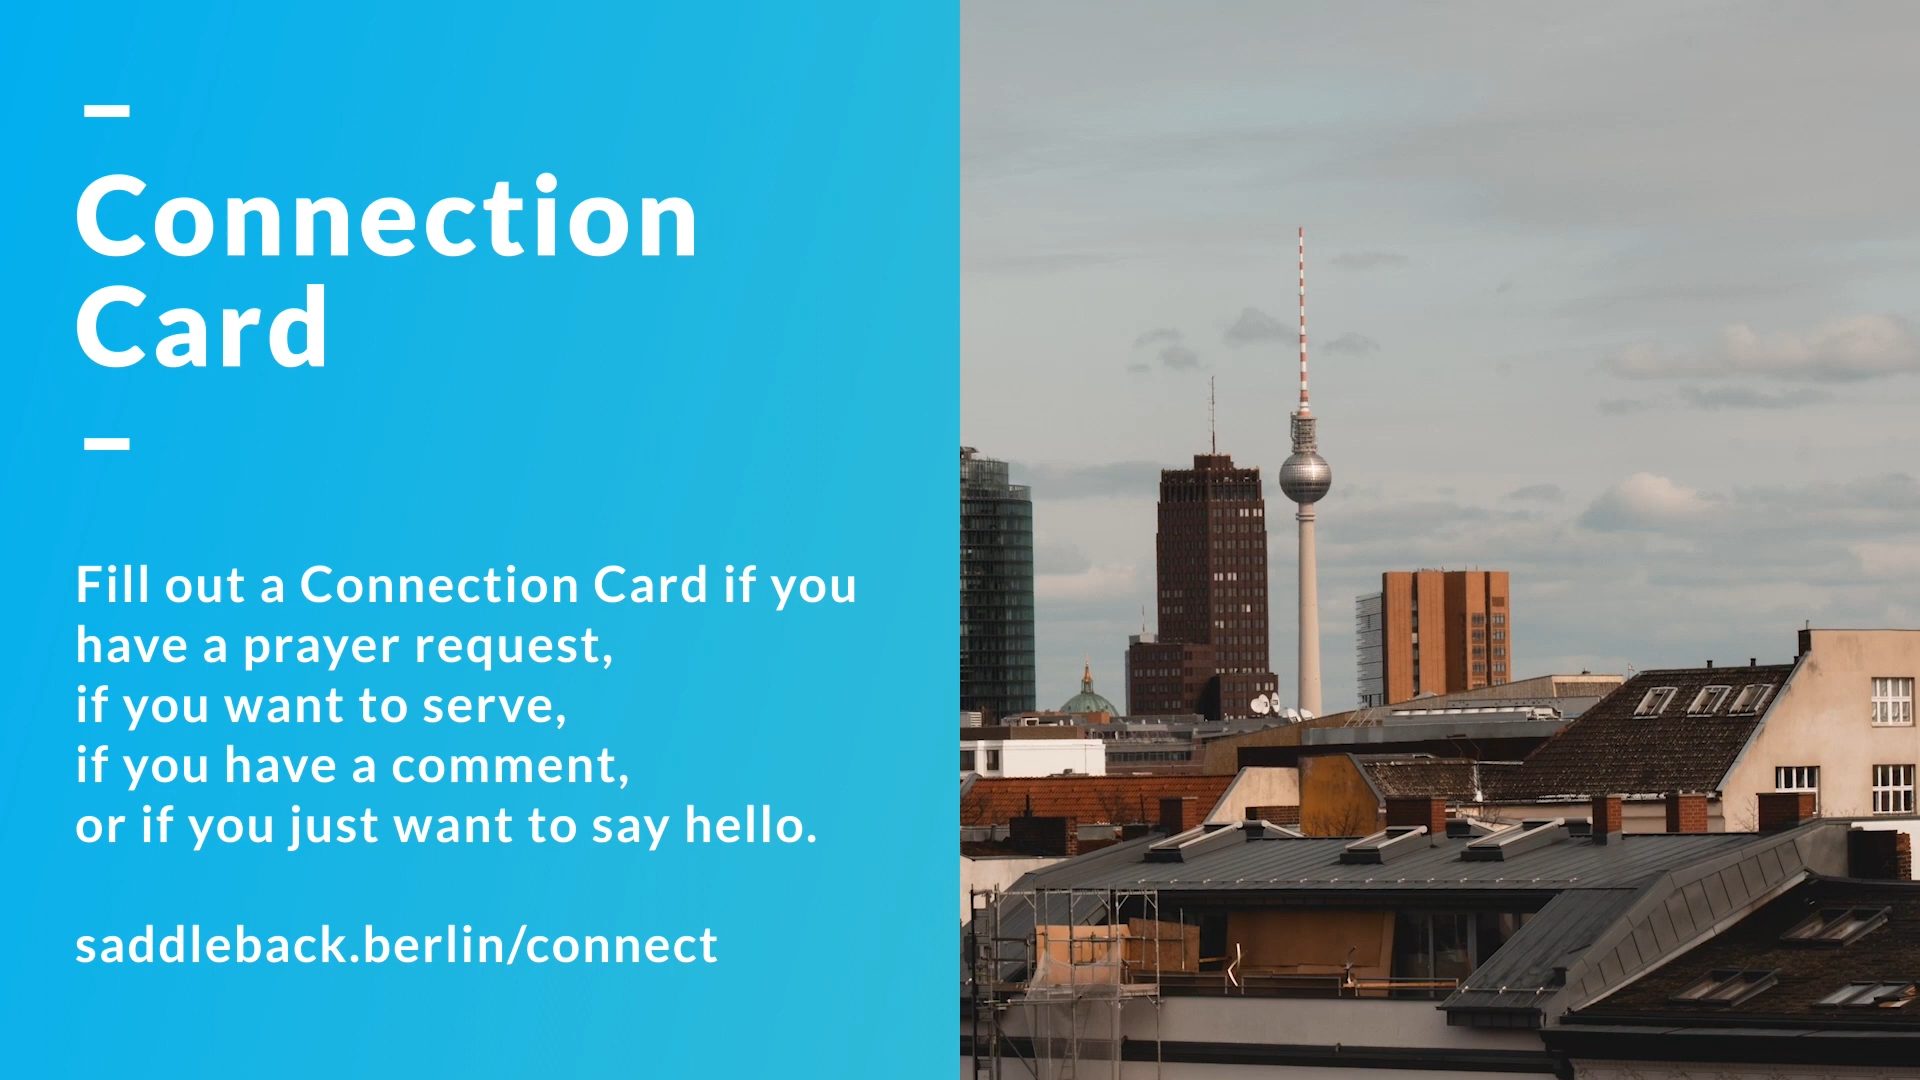 Connection
Card
Fill out a Connection Card if you
have a prayer request,
if you want to serve,
if you have a comment,
or if you just want to say hello.
saddleback.berlin/connect